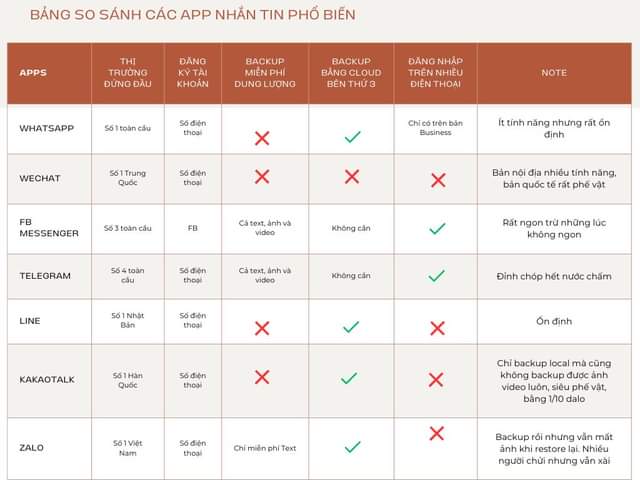 BẢNG SO SÁNH CÁC APP NHẮN TIN PHỔ BIẾN
APPS
THỊ
TRƯỜNG
ĐỨNG ĐẦU
ĐĂNG
KÝ TÀI
KHOẢN
BACKUP
MIỄN PHÍ
DUNG LƯỢNG
BACKUP
BẰNG CLOUD
BÊN THỨ 3
ĐĂNG NHẬP
TRÊN NHIỀU
ĐIỆN THOẠI
NOTE
WHATSAPP
Số 1 toàn cầu
Số điện
thoại
Chỉ có trên bản
Business
Ít tính năng nhưng rất ổn
định
WECHAT
Số 1 Trung
Quốc
Số điện
thoại
Bản nội địa nhiều tính năng,
bản quốc tế rất phế vật
FB
MESSENGER
Số 3 toàn cầu
FB
Cả text, ảnh và
video
Không cần
Rất ngon trừ những lúc
không ngon
TELEGRAM
Số 4 toàn
cầu
Số điện
thoại
Cả text, ảnh và
video
Không cần
Đỉnh chóp hết nước chấm
LINE
Số 1 Nhật
Bản
Số điện
thoại
Ổn định
KAKAOTALK
Số 1 Hàn
Quốc
Số điện
thoại
Chỉ backup local mà cũng
không backup được ảnh
video luôn, siêu phế vật,
bằng 1/10 dalo
ZALO
Số 1 Việt
Nam
Số điện
thoại
Chỉ miễn phí Text
Backup rồi nhưng vẫn mất
ảnh khi restore lại. Nhiều
người chửi nhưng vẫn xài